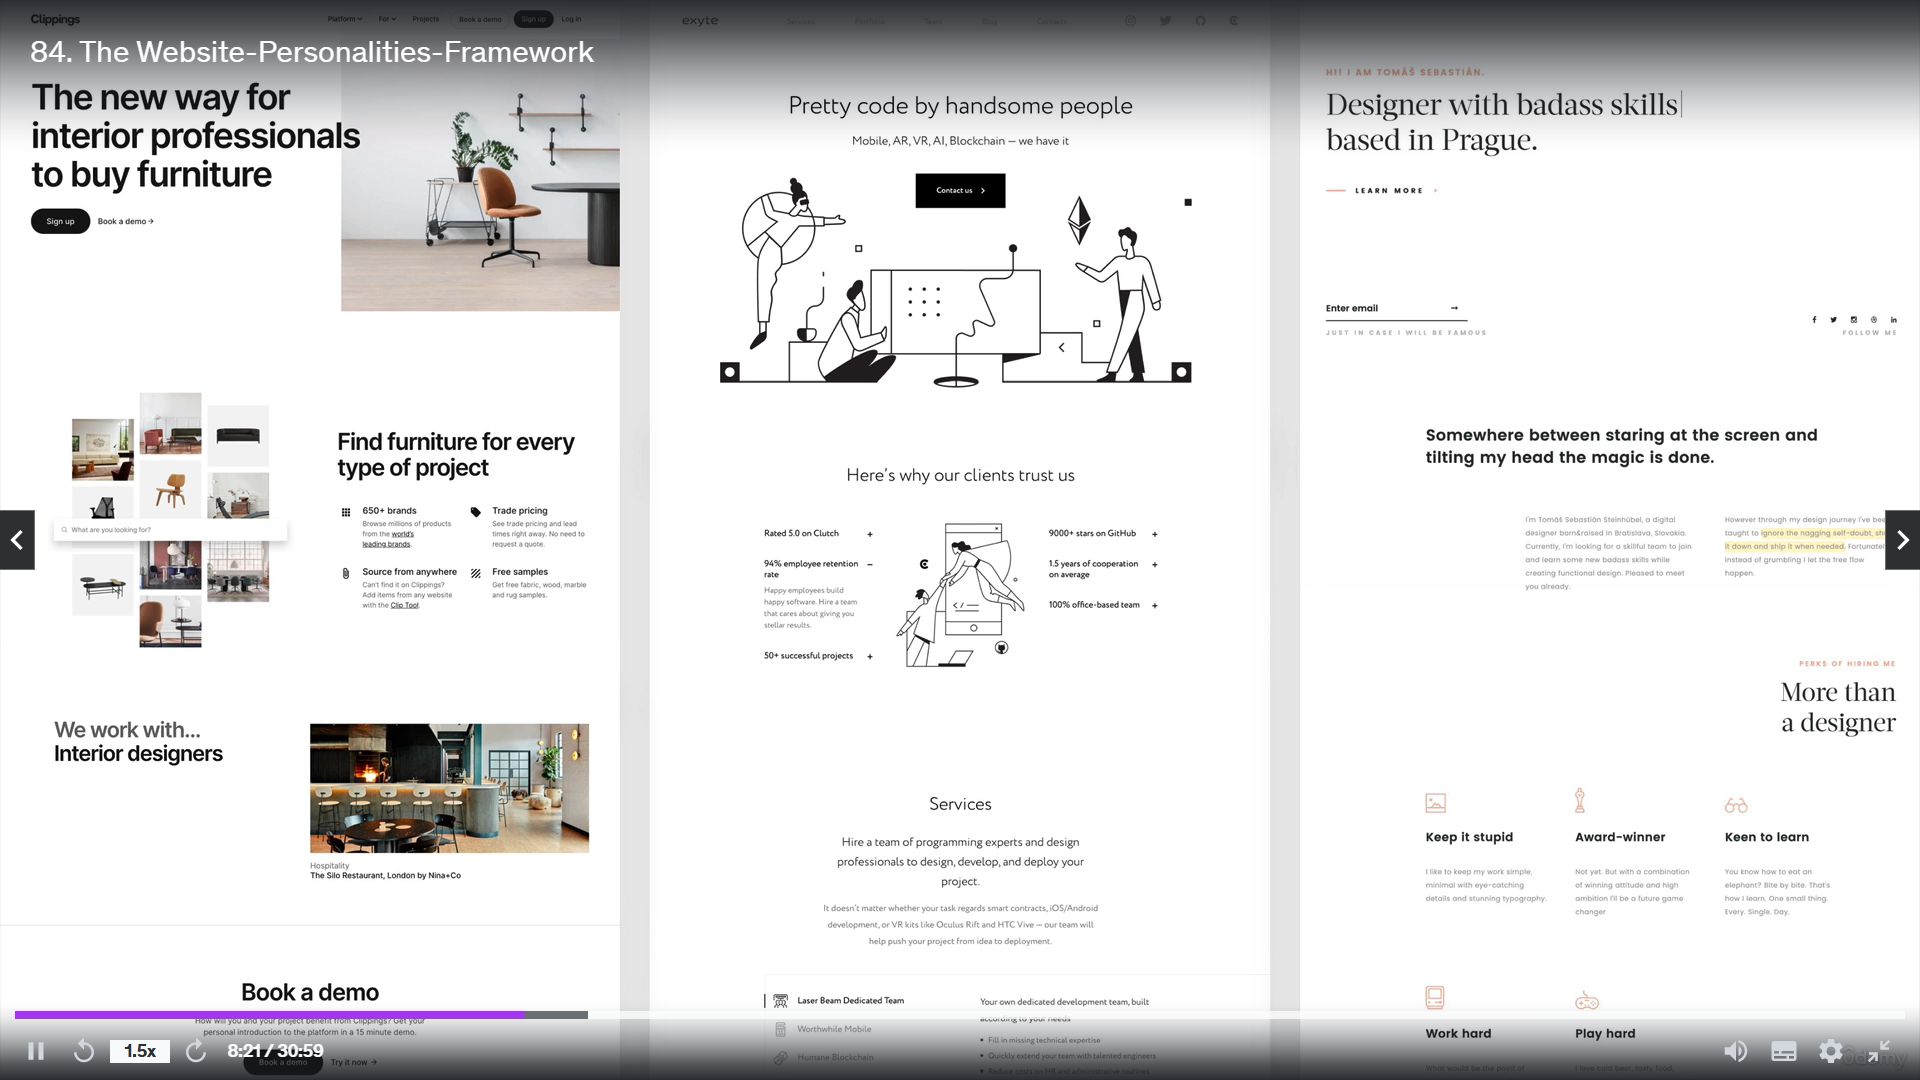 Clippings
Platform
For
Projects
Book a demo
Sign up
Log In
84. The Website-Personalities-Framework
The new way for
interior professionals
to buy furniture
Sign up
Book a demo →
What are you looking for?
Find furniture for every
type of project
650+ brands
Browse millions of products
from the world's
leading brands.
Trade pricing
See trade pricing and lead
times right away. No need to
request a quote.
Source from anywhere
Can't find it on Clippings?
Add items from any website
with the Clip Tool.
Free samples
Get free fabric, wood, marble
and rug samples.
We work with...
Interior designers
Hospitality
The Silo Restaurant, London by Nina+Co
Book a demo
How will you and your project benefit from Clippings? Get your
personal introduction to the platform in a 15 minute demo.
Book a demo
Try it now →
exyte
Services
Portfolio
Team
Blog
Contacts
Pretty code by handsome people
Mobile, AR, VR, AI, Blockchain — we have it
Contact us
Here's why our clients trust us
Rated 5.0 on Clutch +
94% employee retention −
rate
Happy employees build
happy software. Hire a team
that cares about giving you
stellar results.
50+ successful projects +
9000+ stars on GitHub +
1.5 years of cooperation +
on average
100% office-based team +
Services
Hire a team of programming experts and design
professionals to design, develop, and deploy your
project.
It doesn't matter whether your task regards smart contracts, iOS/Android
development, or VR kits like Oculus Rift and HTC Vive — our team will
help push your project from idea to deployment.
Laser Beam Dedicated Team
Worthwhile Mobile
Humane Blockchain
Your own dedicated development team, built
according to your needs
• Fill in missing technical expertise
• Quickly extend your team with talented engineers
• Reduce costs on HR and administrative routines
HI! I AM TOMÁŠ SEBASTIÁN.
Designer with badass skills|
based in Prague.
LEARN MORE
Enter email →
JUST IN CASE I WILL BE FAMOUS
FOLLOW ME
Somewhere between staring at the screen and
tilting my head the magic is done.
I'm Tomáš Sebastián Steinhübel, a digital
designer born&raised in Bratislava, Slovakia.
Currently, I'm looking for a skillful team to join
and learn some new badass skills while
creating functional design. Pleased to meet
you already.
However through my design journey I've
taught to ignore the nagging self-doubt,
it down and ship it when needed.
instead of grumbling I let the free flow
happen.
PERKS OF HIRING ME
More than
a designer
Keep it stupid
I like to keep my work simple,
minimal with eye-catching
details and stunning typography.
Award-winner
Not yet. But with a combination
of winning attitude and high
ambition I'll be a future game
changer
Keen to learn
You know how to eat an
elephant? Bite by bite. That's
how I learn. One small thing.
Every. Single. Day.
Work hard
Play hard
1.5x
8:21 / 30:59
Udemy